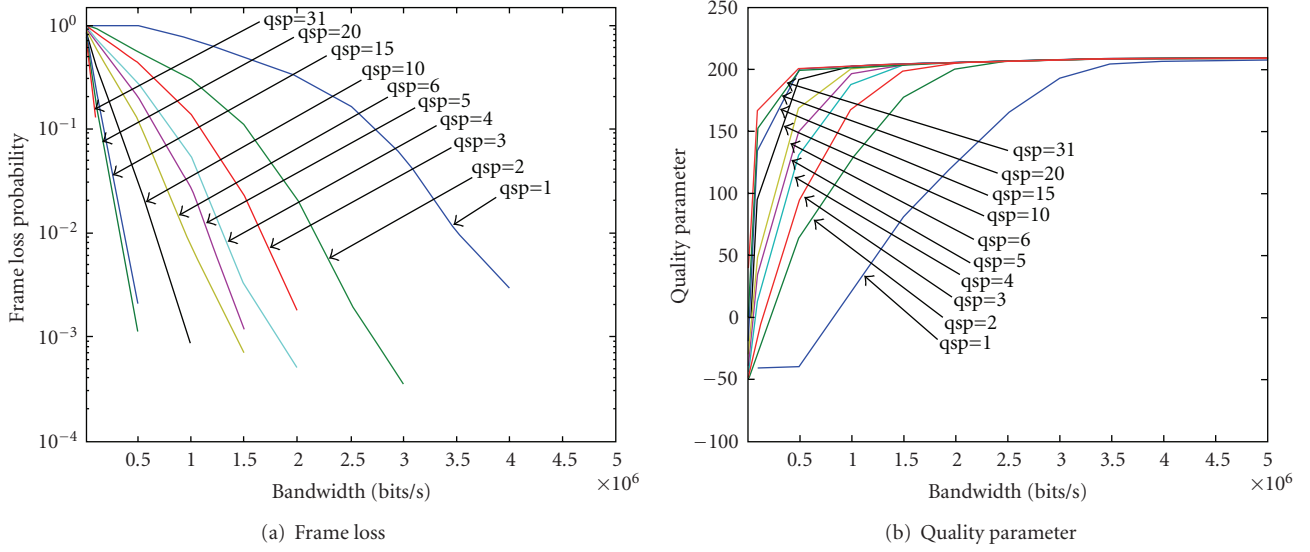 10^0
10^-1
10^-2
10^-3
10^-4
Frame loss probability
qsp=31
qsp=20
qsp=15
qsp=10
qsp=6
qsp=5
qsp=4
qsp=3
qsp=2
qsp=1
0.5 1 1.5 2 2.5 3 3.5 4 4.5 5
×10^6
Bandwidth (bits/s)
(a) Frame loss
250
200
150
100
50
0
−50
−100
Quality parameter
qsp=31
qsp=20
qsp=15
qsp=10
qsp=6
qsp=5
qsp=4
qsp=3
qsp=2
qsp=1
0.5 1 1.5 2 2.5 3 3.5 4 4.5 5
×10^6
Bandwidth (bits/s)
(b) Quality parameter